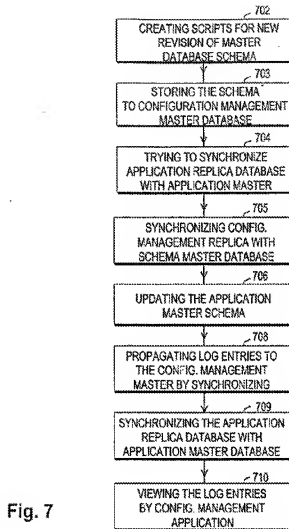 702
CREATING SCRIPTS FOR NEW
REVISION OF MASTER
DATABASE SCHEMA
703
STORING THE SCHEMA
TO CONFIGURATION MANAGEMENT
MASTER DATABASE
704
TRYING TO SYNCHRONIZE
APPLICATION REPLICA DATABASE
WITH APPLICATION MASTER
705
SYNCHRONIZING CONFIG.
MANAGEMENT REPLICA WITH
SCHEMA MASTER DATABASE
706
UPDATING THE APPLICATION
MASTER SCHEMA
708
PROPAGATING LOG ENTRIES TO
THE CONFIG. MANAGEMENT
MASTER BY SYNCHRONIZING
709
SYNCHRONIZING THE APPLICATION
REPLICA DATABASE WITH
APPLICATION MASTER DATABASE
710
VIEWING THE LOG ENTRIES
BY CONFIG. MANAGEMENT
APPLICATION
Fig. 7